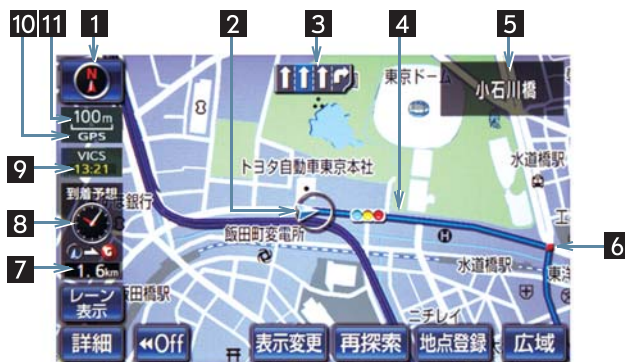 10 11 1 2 3 4 5
N
東京ドーム
小石川橋
100m
GPS
9
VICS
13:21
水道橋駅
トヨタ自動車東京本社
8
到着予想
銀行
飯田町変電所
H
6
水道橋駅
7
1.6km
レーン
表示
田橋駅
ニチレイ
詳細
Off
表示変更
再探索
地点登録
広域